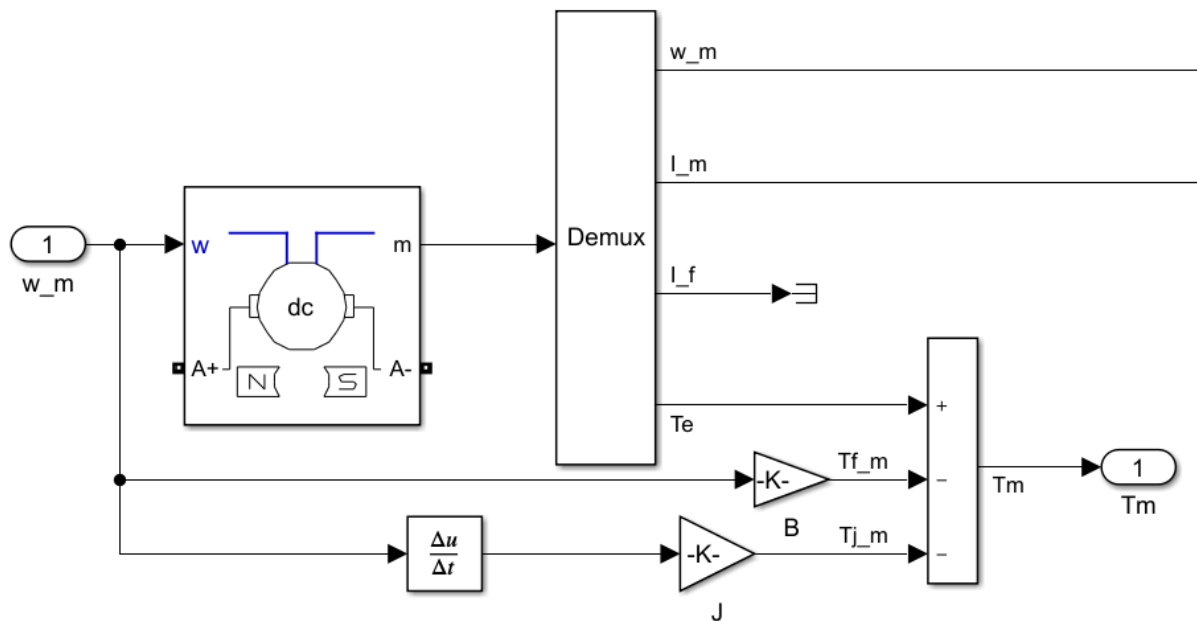 w_m
I_m
I_f
Te
Demux
1
w_m
w
m
dc
A+
A-
N
S
-K-
B
Tf_m
Δu
Δt
-K-
J
Tj_m
+
−
−
Tm
1
Tm